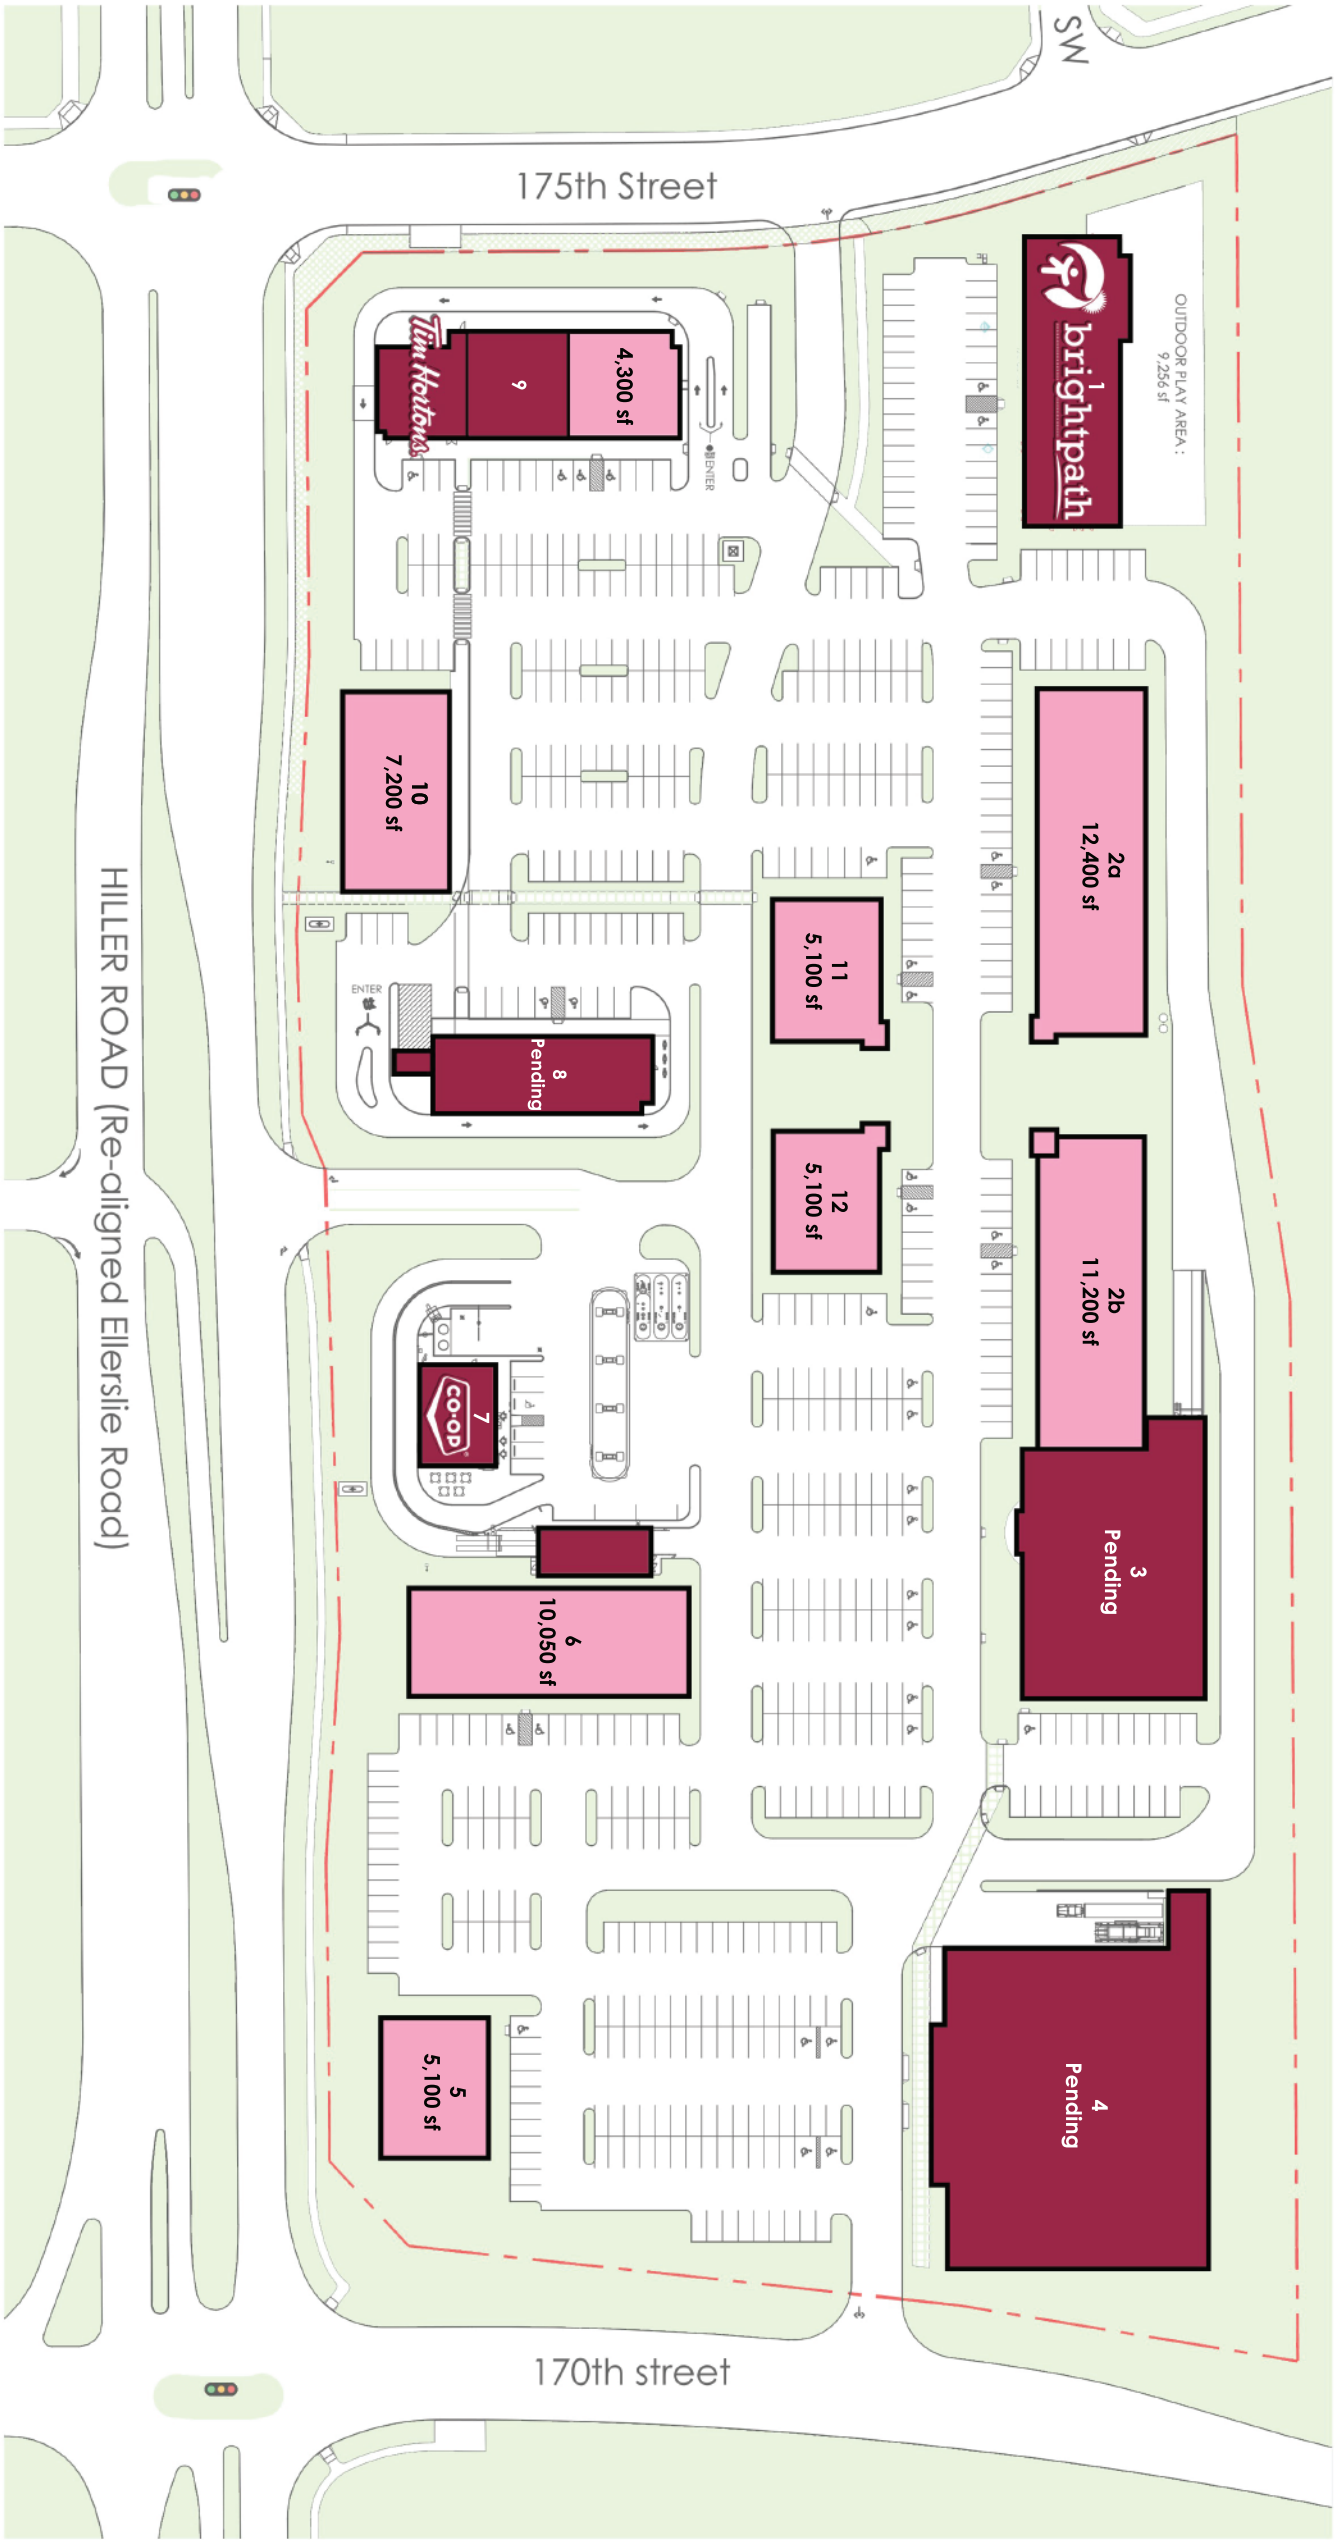 SW
175th Street
OUTDOOR PLAY AREA :
9,256 sf
1
brightpath
Tim Hortons.
9
4,300 sf
ENTER
10
7,200 sf
2a
12,400 sf
11
5,100 sf
ENTER
8
Pending
12
5,100 sf
2b
11,200 sf
HILLER ROAD (Re-aligned Ellerslie Road)
7
CO-OP
3
Pending
6
10,050 sf
4
Pending
5
5,100 sf
170th street